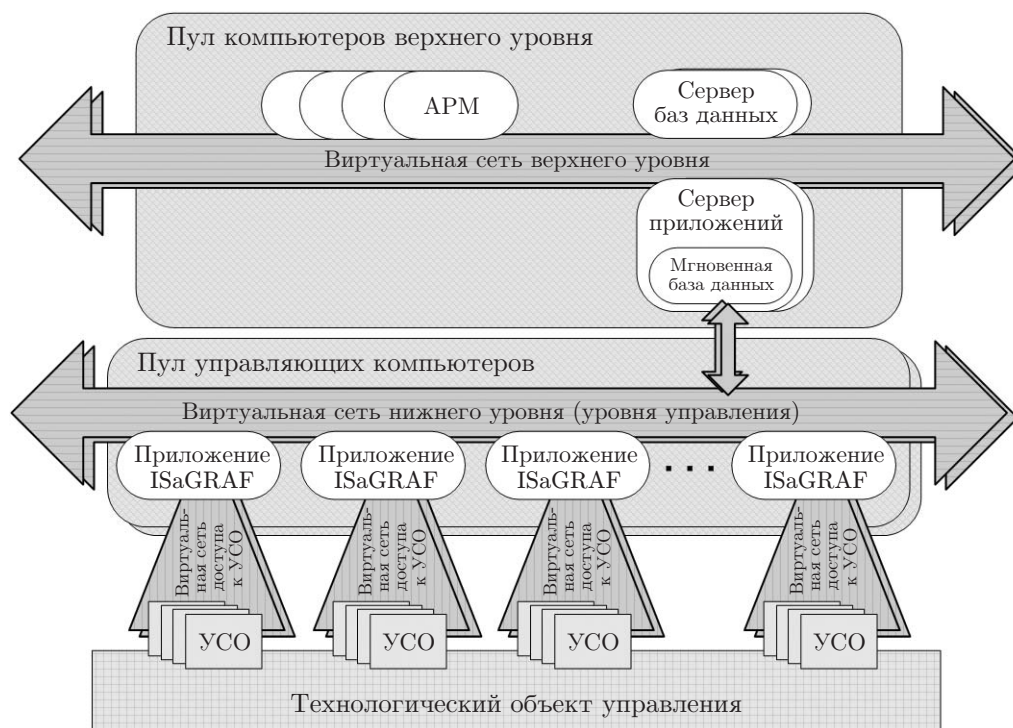 Пул компьютеров верхнего уровня
АРМ
Сервер
баз данных
Виртуальная сеть верхнего уровня
Сервер
приложений
Мгновенная
база данных
Пул управляющих компьютеров
Виртуальная сеть нижнего уровня (уровня управления)
Приложение
ISaGRAF
Приложение
ISaGRAF
Приложение
ISaGRAF
. . .
Приложение
ISaGRAF
Виртуаль-
ная сеть
доступа
к УСО
Виртуаль-
ная сеть
доступа
к УСО
Виртуаль-
ная сеть
доступа
к УСО
Виртуаль-
ная сеть
доступа
к УСО
УСО
УСО
УСО
УСО
Технологический объект управления